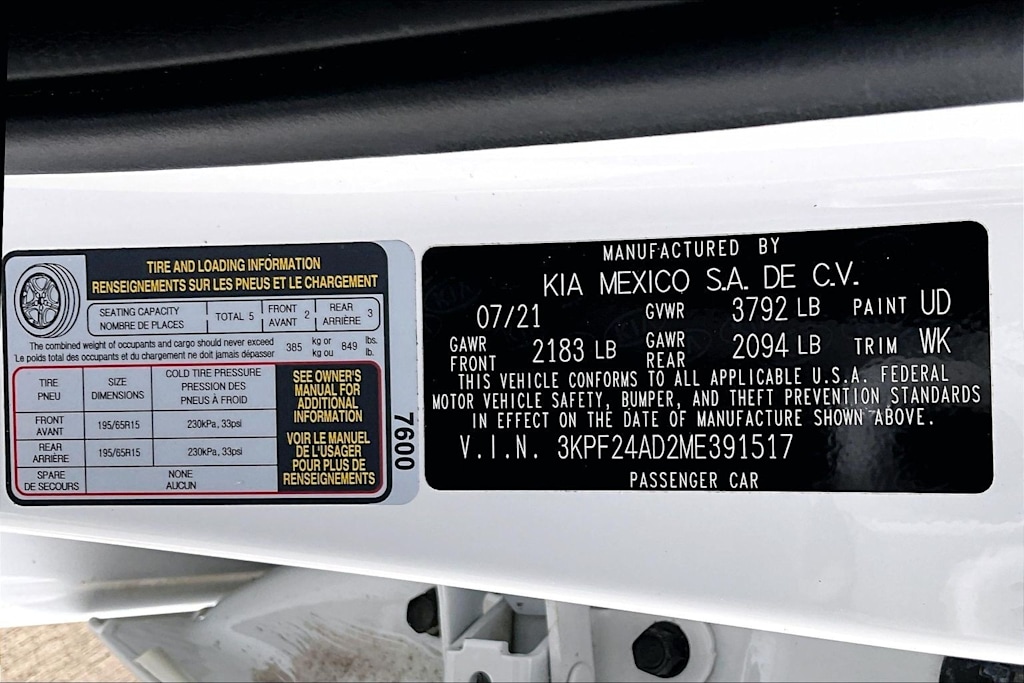 TIRE AND LOADING INFORMATION
RENSEIGNEMENTS SUR LES PNEUS ET LE CHARGEMENT
SEATING CAPACITY
NOMBRE DE PLACES
TOTAL 5
FRONT
AVANT
2
REAR
ARRIÈRE
3
The combined weight of occupants and cargo should never exceed
Le poids total des occupants et du chargement ne doit jamais dépasser
385
kg or
kg ou
849
lbs.
lb.
TIRE
PNEU
SIZE
DIMENSIONS
COLD TIRE PRESSURE
PRESSION DES
PNEUS À FROID
FRONT
AVANT
195/65R15
230kPa, 33psi
REAR
ARRIÈRE
195/65R15
230kPa, 33psi
SPARE
DE SECOURS
NONE
AUCUN
SEE OWNER'S
MANUAL FOR
ADDITIONAL
INFORMATION
VOIR LE MANUEL
DE L'USAGER
POUR PLUS DE
RENSEIGNEMENTS
7600
MANUFACTURED BY
KIA MEXICO S.A. DE C.V.
07/21 GVWR 3792 LB PAINT UD
GAWR
FRONT
2183 LB
GAWR
REAR
2094 LB
TRIM WK
THIS VEHICLE CONFORMS TO ALL APPLICABLE U.S.A. FEDERAL
MOTOR VEHICLE SAFETY, BUMPER, AND THEFT PREVENTION STANDARDS
IN EFFECT ON THE DATE OF MANUFACTURE SHOWN ABOVE.
V.I.N. 3KPF24AD2ME391517
PASSENGER CAR